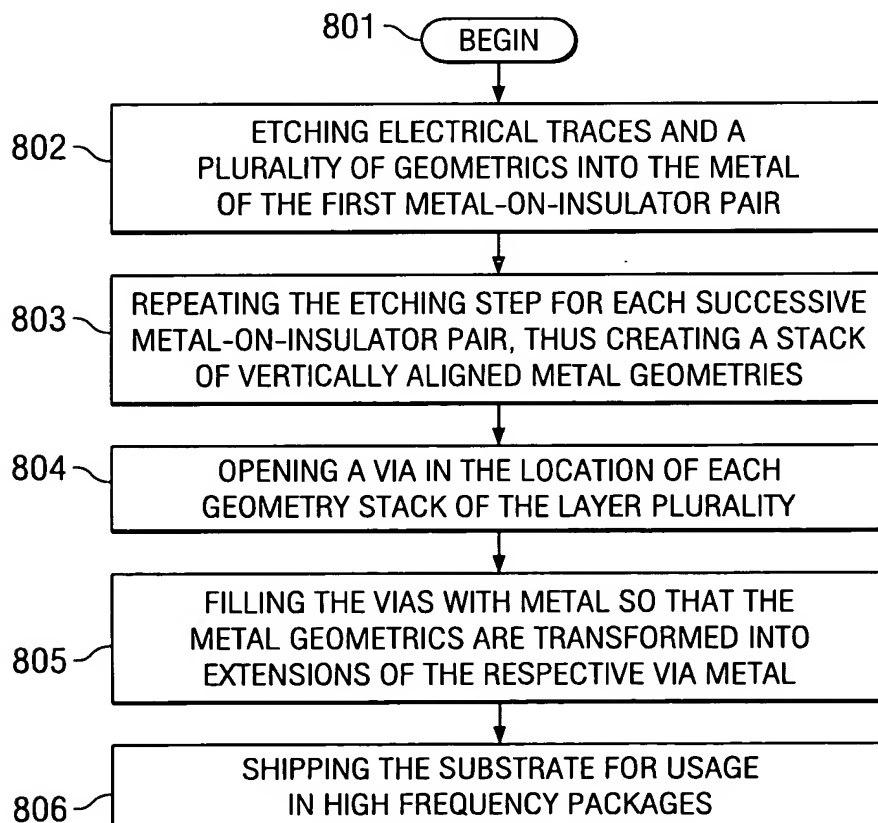 801
BEGIN
802
ETCHING ELECTRICAL TRACES AND A
PLURALITY OF GEOMETRICS INTO THE METAL
OF THE FIRST METAL-ON-INSULATOR PAIR
803
REPEATING THE ETCHING STEP FOR EACH SUCCESSIVE
METAL-ON-INSULATOR PAIR, THUS CREATING A STACK
OF VERTICALLY ALIGNED METAL GEOMETRIES
804
OPENING A VIA IN THE LOCATION OF EACH
GEOMETRY STACK OF THE LAYER PLURALITY
805
FILLING THE VIAS WITH METAL SO THAT THE
METAL GEOMETRICS ARE TRANSFORMED INTO
EXTENSIONS OF THE RESPECTIVE VIA METAL
806
SHIPPING THE SUBSTRATE FOR USAGE
IN HIGH FREQUENCY PACKAGES